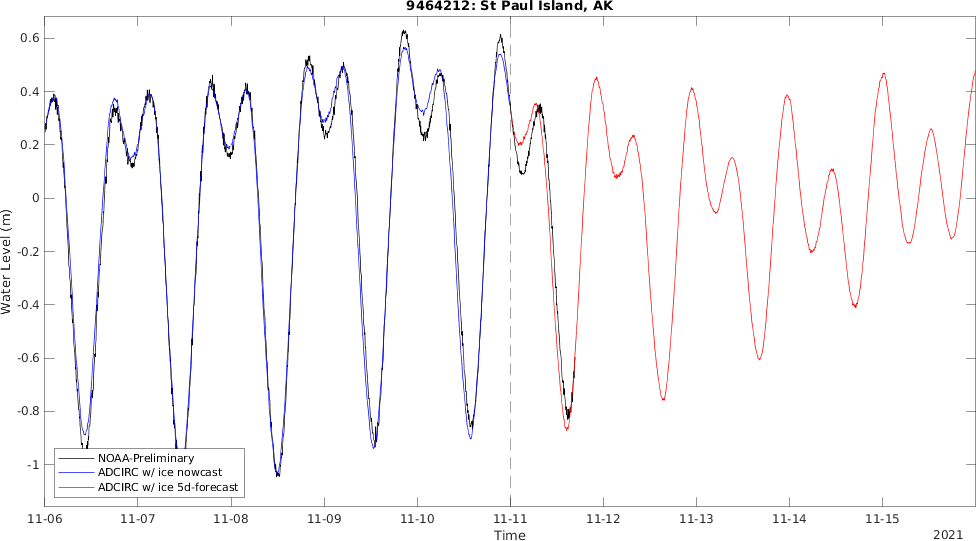 9464212: St Paul Island, AK
0.6
0.4
0.2
0
-0.2
-0.4
-0.6
-0.8
-1
Water Level (m)
NOAA-Preliminary
ADCIRC w/ ice nowcast
ADCIRC w/ ice 5d-forecast
11-06 11-07 11-08 11-09 11-10 11-11 11-12 11-13 11-14 11-15
Time
2021